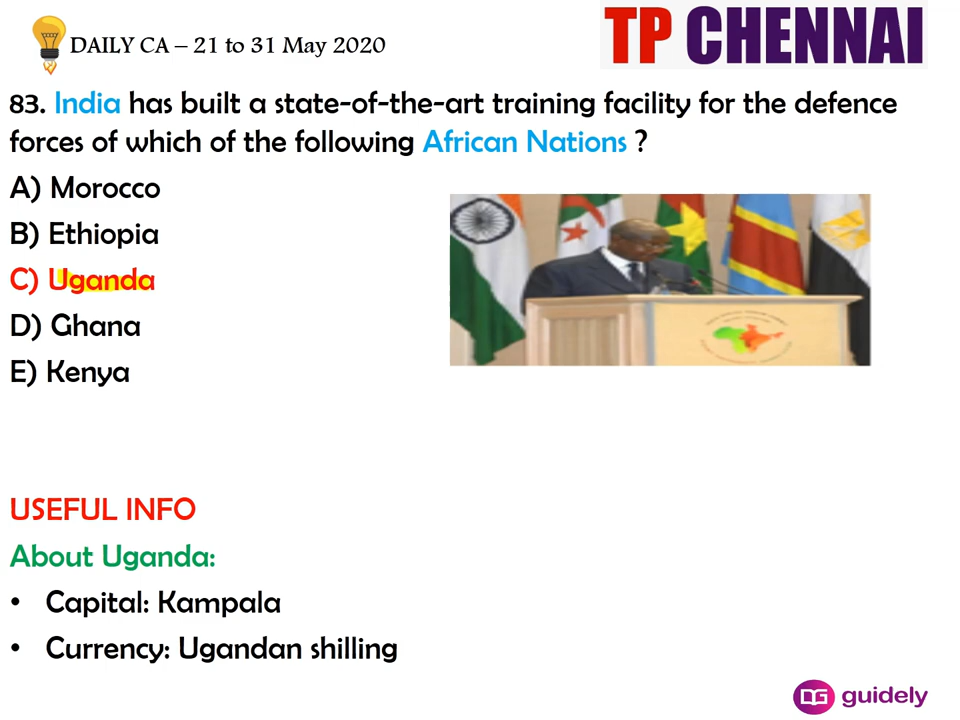 DAILY CA – 21 to 31 May 2020
TP CHENNAI
83. India has built a state-of-the-art training facility for the defence
forces of which of the following African Nations ?
A) Morocco
B) Ethiopia
C) Uganda
D) Ghana
E) Kenya
USEFUL INFO
About Uganda:
• Capital: Kampala
• Currency: Ugandan shilling
guidely